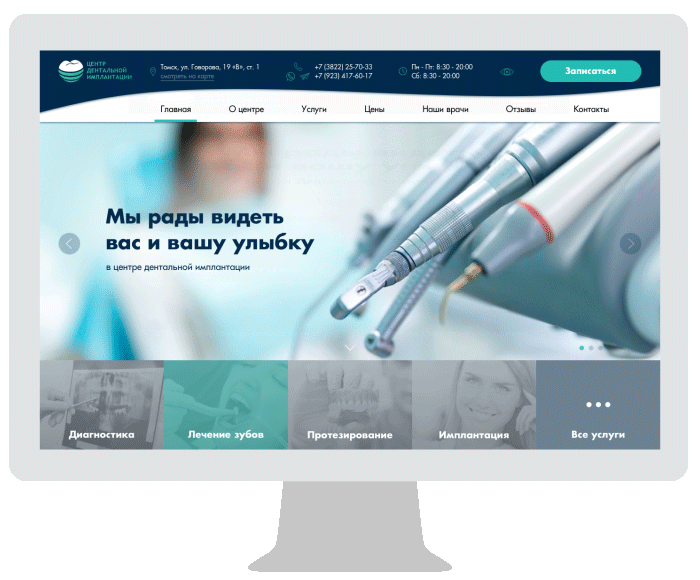 ЦЕНТР
ДЕНТАЛЬНОЙ
ИМПЛАНТАЦИИ
Томск, ул. Говорова, 19 «В», ст. 1
смотреть на карте
+7 (3822) 25-70-33
+7 (923) 417-60-17
Пн - Пт: 8:30 - 20:00
Сб: 8:30 - 20:00
Записаться
Главная О центре Услуги Цены Наши врачи Отзывы Контакты
Мы рады видеть
вас и вашу улыбку
в центре дентальной имплантации
Диагностика Лечение зубов Протезирование Имплантация Все услуги